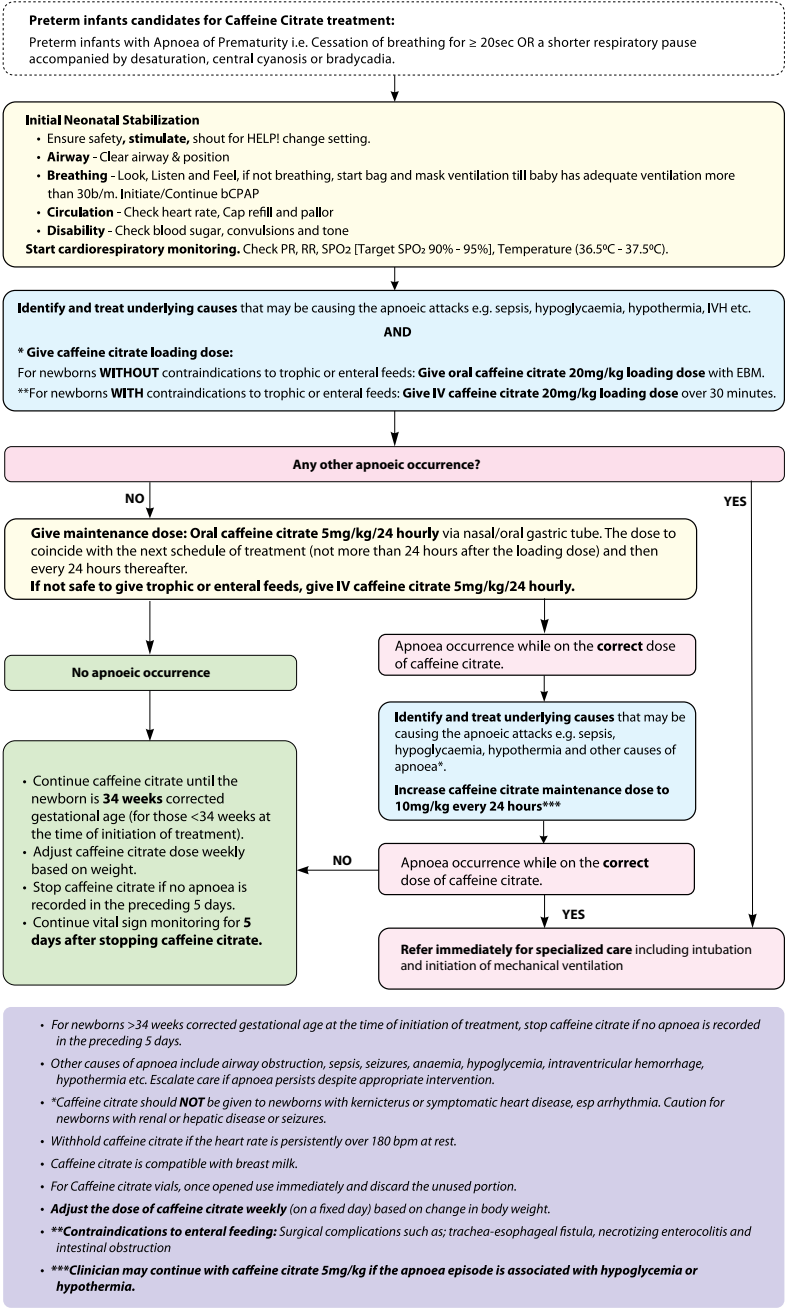 Preterm infants candidates for Caffeine Citrate treatment:
Preterm infants with Apnoea of Prematurity i.e. Cessation of breathing for ≥ 20sec OR a shorter respiratory pause
accompanied by desaturation, central cyanosis or bradycadia.
Initial Neonatal Stabilization
• Ensure safety, stimulate, shout for HELP! change setting.
• Airway - Clear airway & position
• Breathing - Look, Listen and Feel, if not breathing, start bag and mask ventilation till baby has adequate ventilation more
than 30b/m. Initiate/Continue bCPAP
• Circulation - Check heart rate, Cap refill and pallor
• Disability - Check blood sugar, convulsions and tone
Start cardiorespiratory monitoring. Check PR, RR, SPO2 [Target SPO2 90% - 95%], Temperature (36.5ºC - 37.5ºC).
Identify and treat underlying causes that may be causing the apnoeic attacks e.g. sepsis, hypoglycaemia, hypothermia, IVH etc.
AND
* Give caffeine citrate loading dose:
For newborns WITHOUT contraindications to trophic or enteral feeds: Give oral caffeine citrate 20mg/kg loading dose with EBM.
**For newborns WITH contraindications to trophic or enteral feeds: Give IV caffeine citrate 20mg/kg loading dose over 30 minutes.
Any other apnoeic occurrence?
NO
YES
Give maintenance dose: Oral caffeine citrate 5mg/kg/24 hourly via nasal/oral gastric tube. The dose to
coincide with the next schedule of treatment (not more than 24 hours after the loading dose) and then
every 24 hours thereafter.
If not safe to give trophic or enteral feeds, give IV caffeine citrate 5mg/kg/24 hourly.
No apnoeic occurrence
Apnoea occurrence while on the correct dose
of caffeine citrate.
Identify and treat underlying causes that may be
causing the apnoeic attacks e.g. sepsis,
hypoglycaemia, hypothermia and other causes of
apnoea*.
Increase caffeine citrate maintenance dose to
10mg/kg every 24 hours***
• Continue caffeine citrate until the
newborn is 34 weeks corrected
gestational age (for those <34 weeks at
the time of initiation of treatment).
• Adjust caffeine citrate dose weekly
based on weight.
• Stop caffeine citrate if no apnoea is
recorded in the preceding 5 days.
• Continue vital sign monitoring for 5
days after stopping caffeine citrate.
NO
Apnoea occurrence while on the correct
dose of caffeine citrate.
YES
Refer immediately for specialized care including intubation
and initiation of mechanical ventilation
• For newborns >34 weeks corrected gestational age at the time of initiation of treatment, stop caffeine citrate if no apnoea is recorded
in the preceding 5 days.
• Other causes of apnoea include airway obstruction, sepsis, seizures, anaemia, hypoglycemia, intraventricular hemorrhage,
hypothermia etc. Escalate care if apnoea persists despite appropriate intervention.
• *Caffeine citrate should NOT be given to newborns with kernicterus or symptomatic heart disease, esp arrhythmia. Caution for
newborns with renal or hepatic disease or seizures.
• Withhold caffeine citrate if the heart rate is persistently over 180 bpm at rest.
• Caffeine citrate is compatible with breast milk.
• For Caffeine citrate vials, once opened use immediately and discard the unused portion.
• Adjust the dose of caffeine citrate weekly (on a fixed day) based on change in body weight.
• **Contraindications to enteral feeding: Surgical complications such as; trachea-esophageal fistula, necrotizing enterocolitis and
intestinal obstruction
• ***Clinician may continue with caffeine citrate 5mg/kg if the apnoea episode is associated with hypoglycemia or
hypothermia.